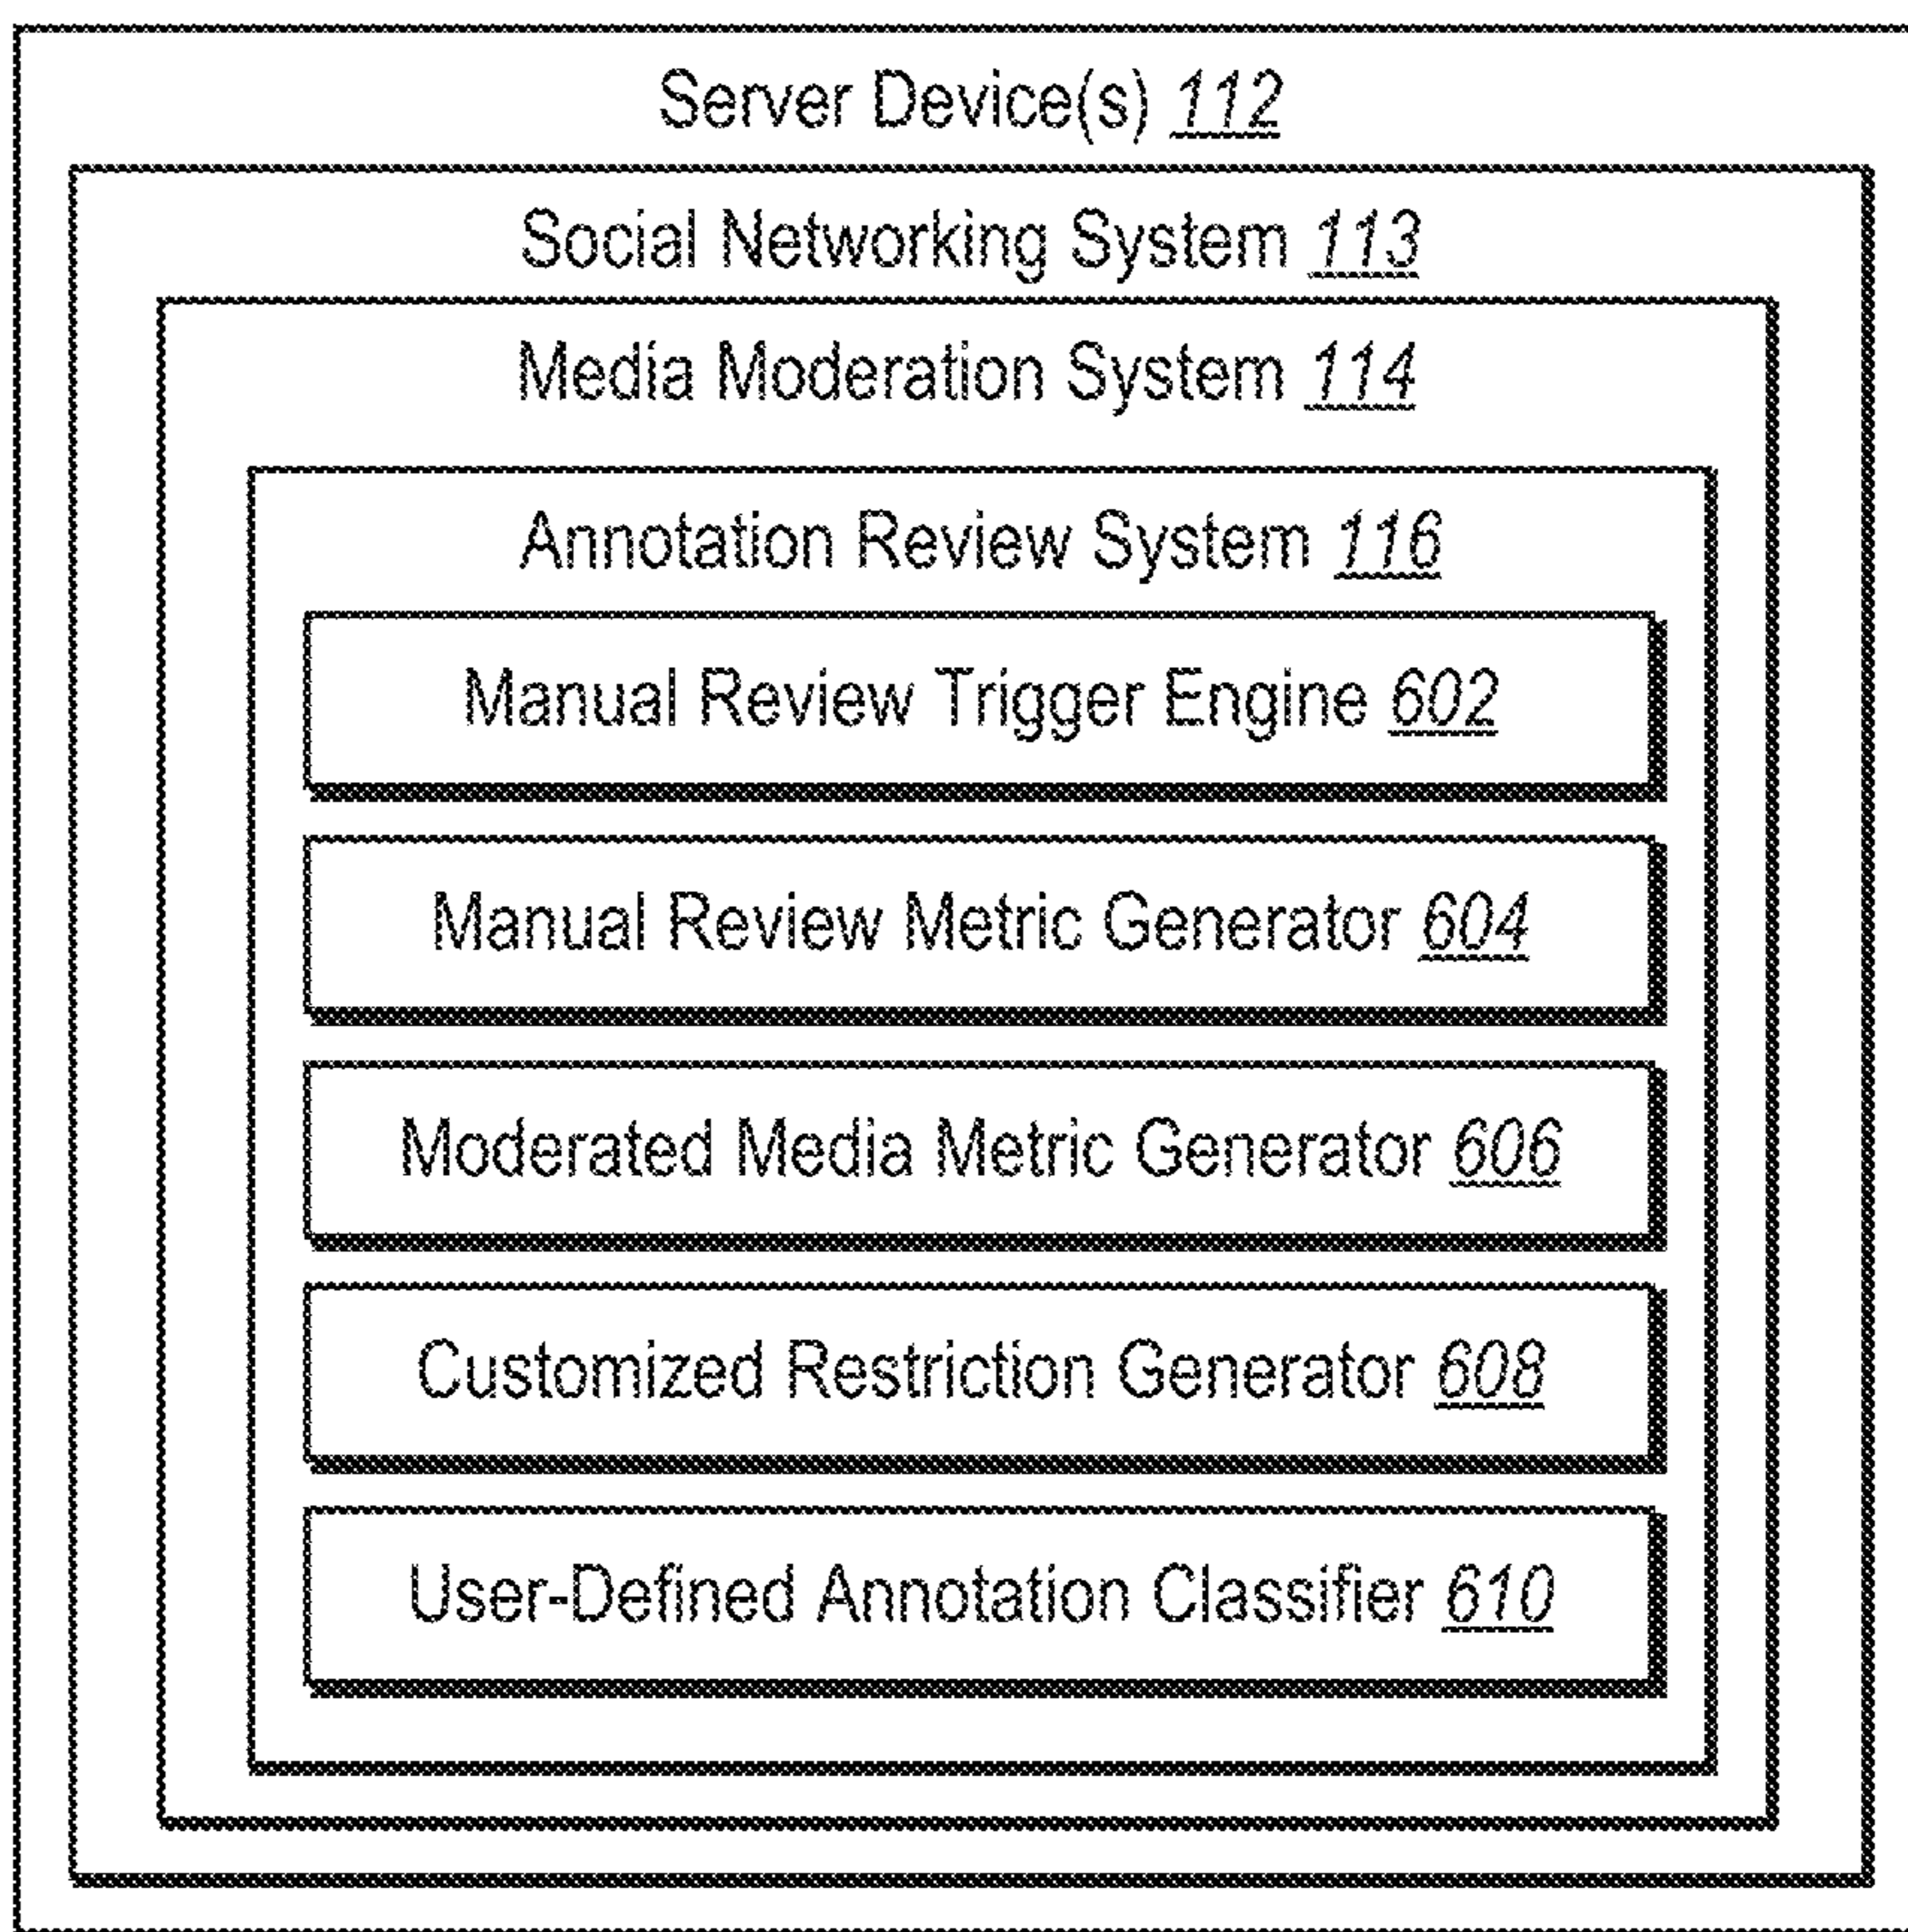 Server Device(s) 112
Social Networking System 113
Media Moderation System 114
Annotation Review System 116
Manual Review Trigger Engine 602
Manual Review Metric Generator 604
Moderated Media Metric Generator 606
Customized Restriction Generator 608
User-Defined Annotation Classifier 610